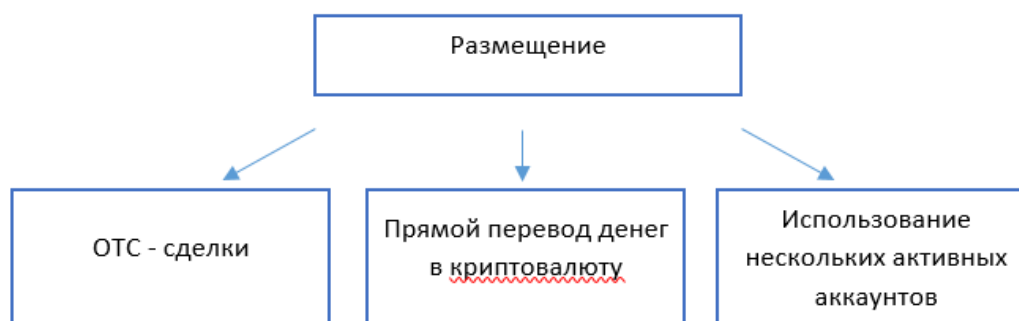 Размещение
ОТС - сделки
Прямой перевод денег
в криптовалюту
Использование
нескольких активных
аккаунтов